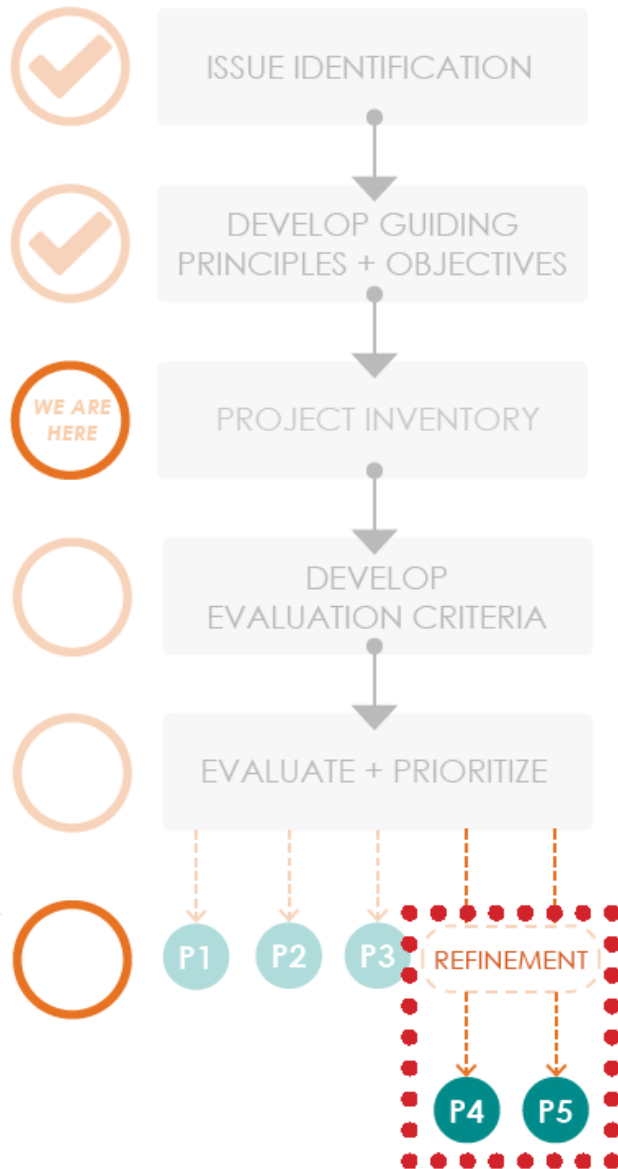 ISSUE IDENTIFICATION
DEVELOP GUIDING
PRINCIPLES + OBJECTIVES
WE ARE
HERE
PROJECT INVENTORY
DEVELOP
EVALUATION CRITERIA
EVALUATE + PRIORITIZE
P1 P2 P3 REFINEMENT
P4 P5